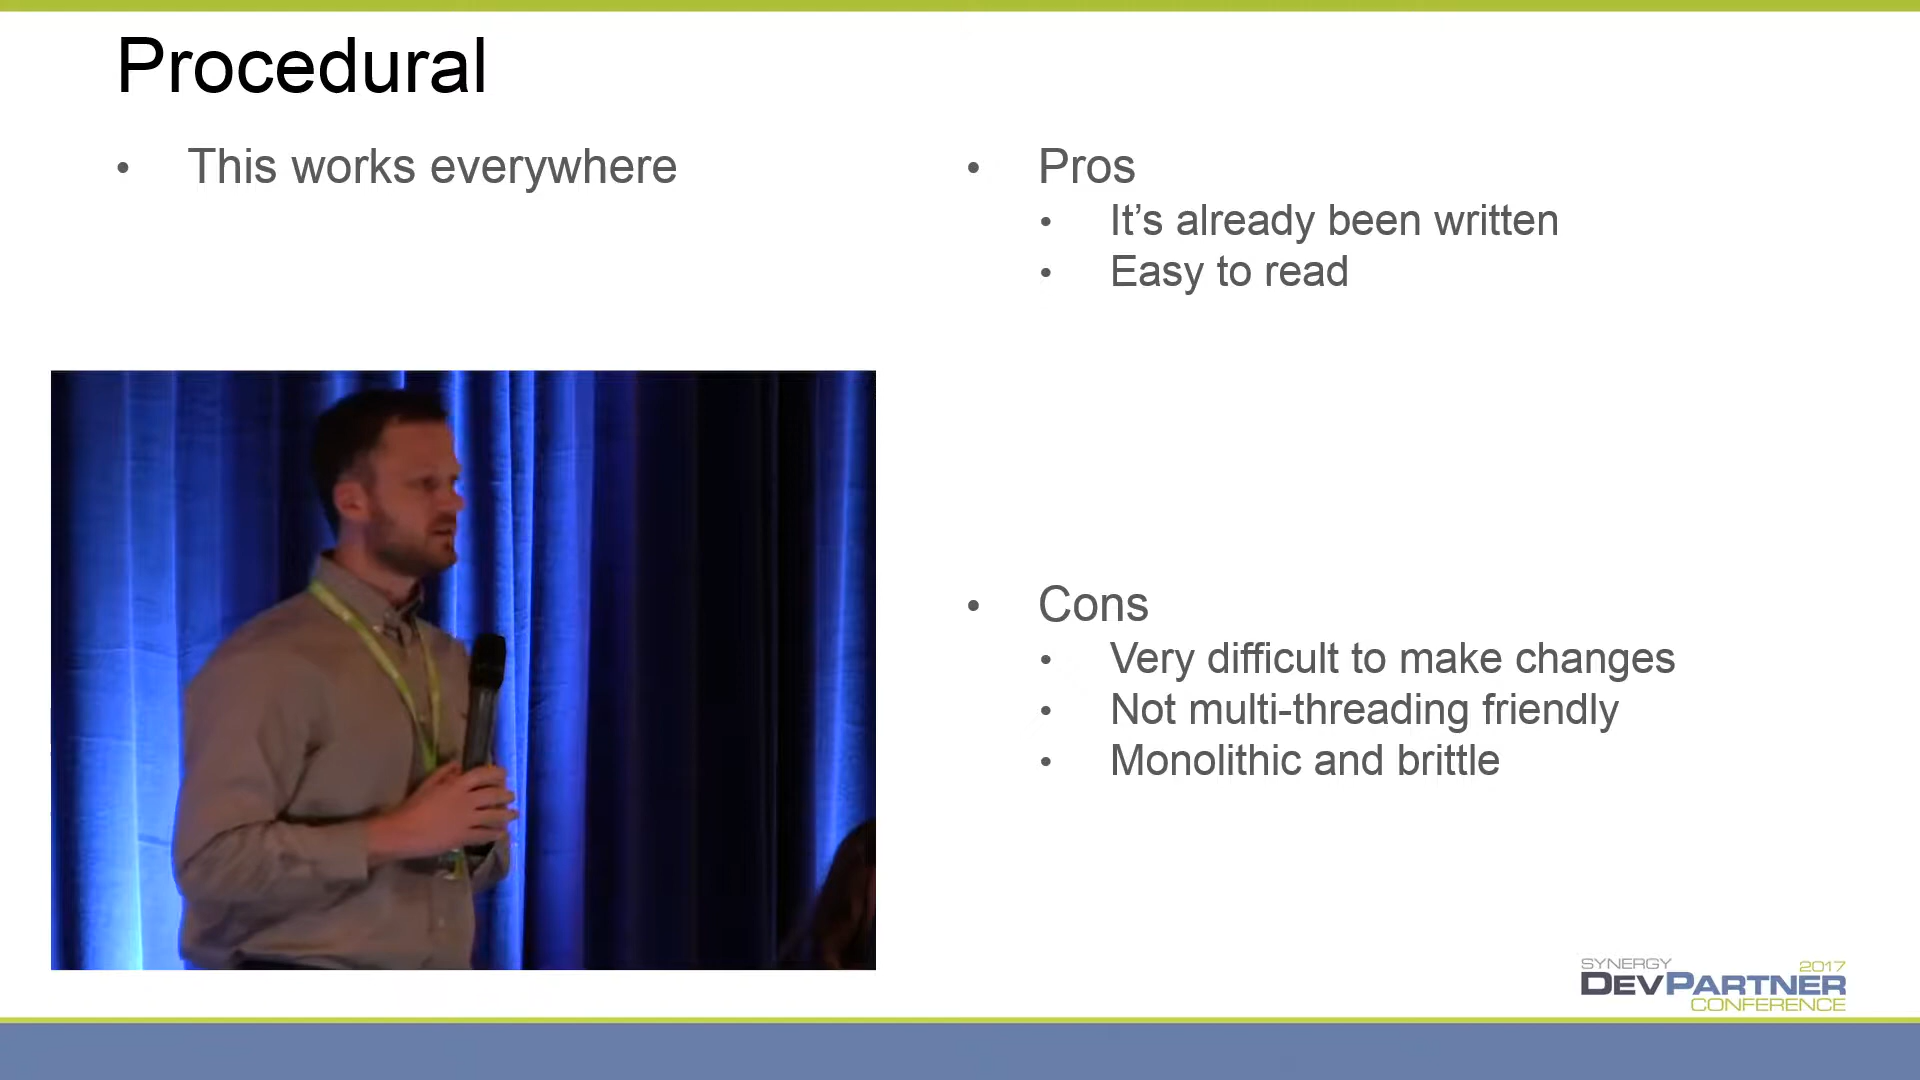 Procedural
• This works everywhere
• Pros
• It’s already been written
• Easy to read
• Cons
• Very difficult to make changes
• Not multi-threading friendly
• Monolithic and brittle
SYNERGY 2017
DEVPARTNER
CONFERENCE